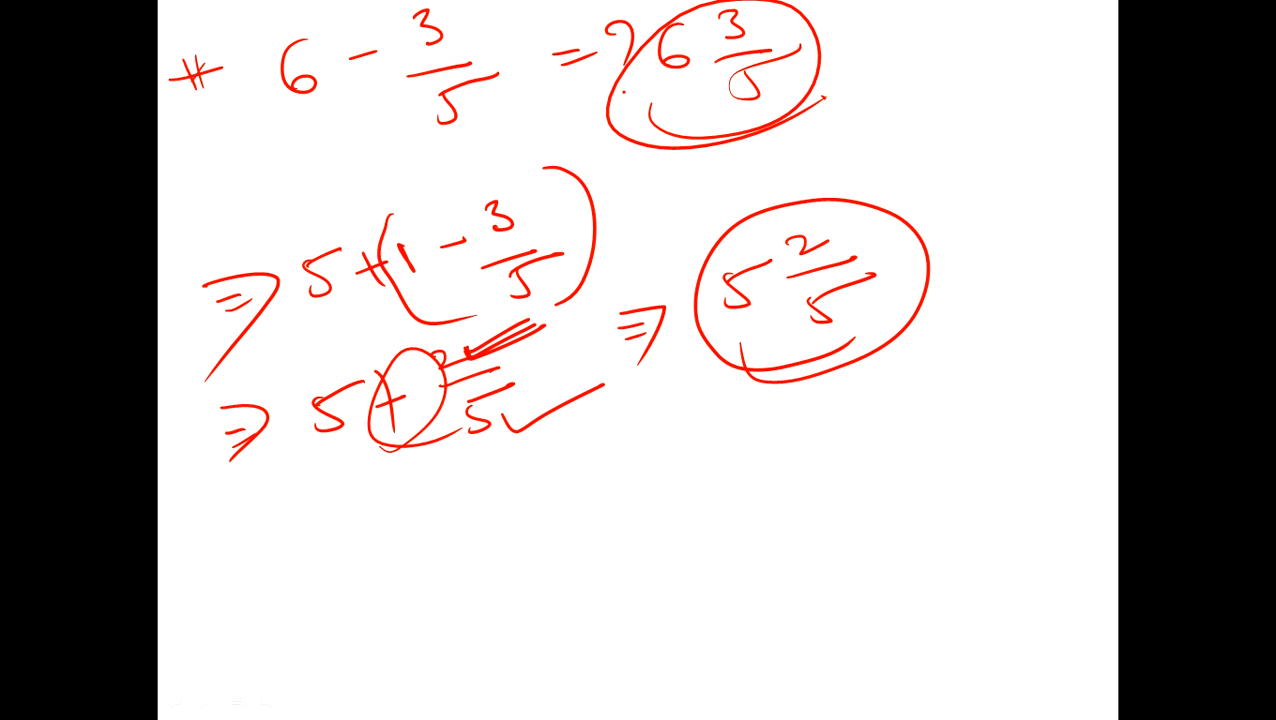 # 6 - 3/5 = ? 6 3/5
⇒ 5 + (1 - 3/5)
⇒ 5 + 2/5 ⇒ 5 2/5